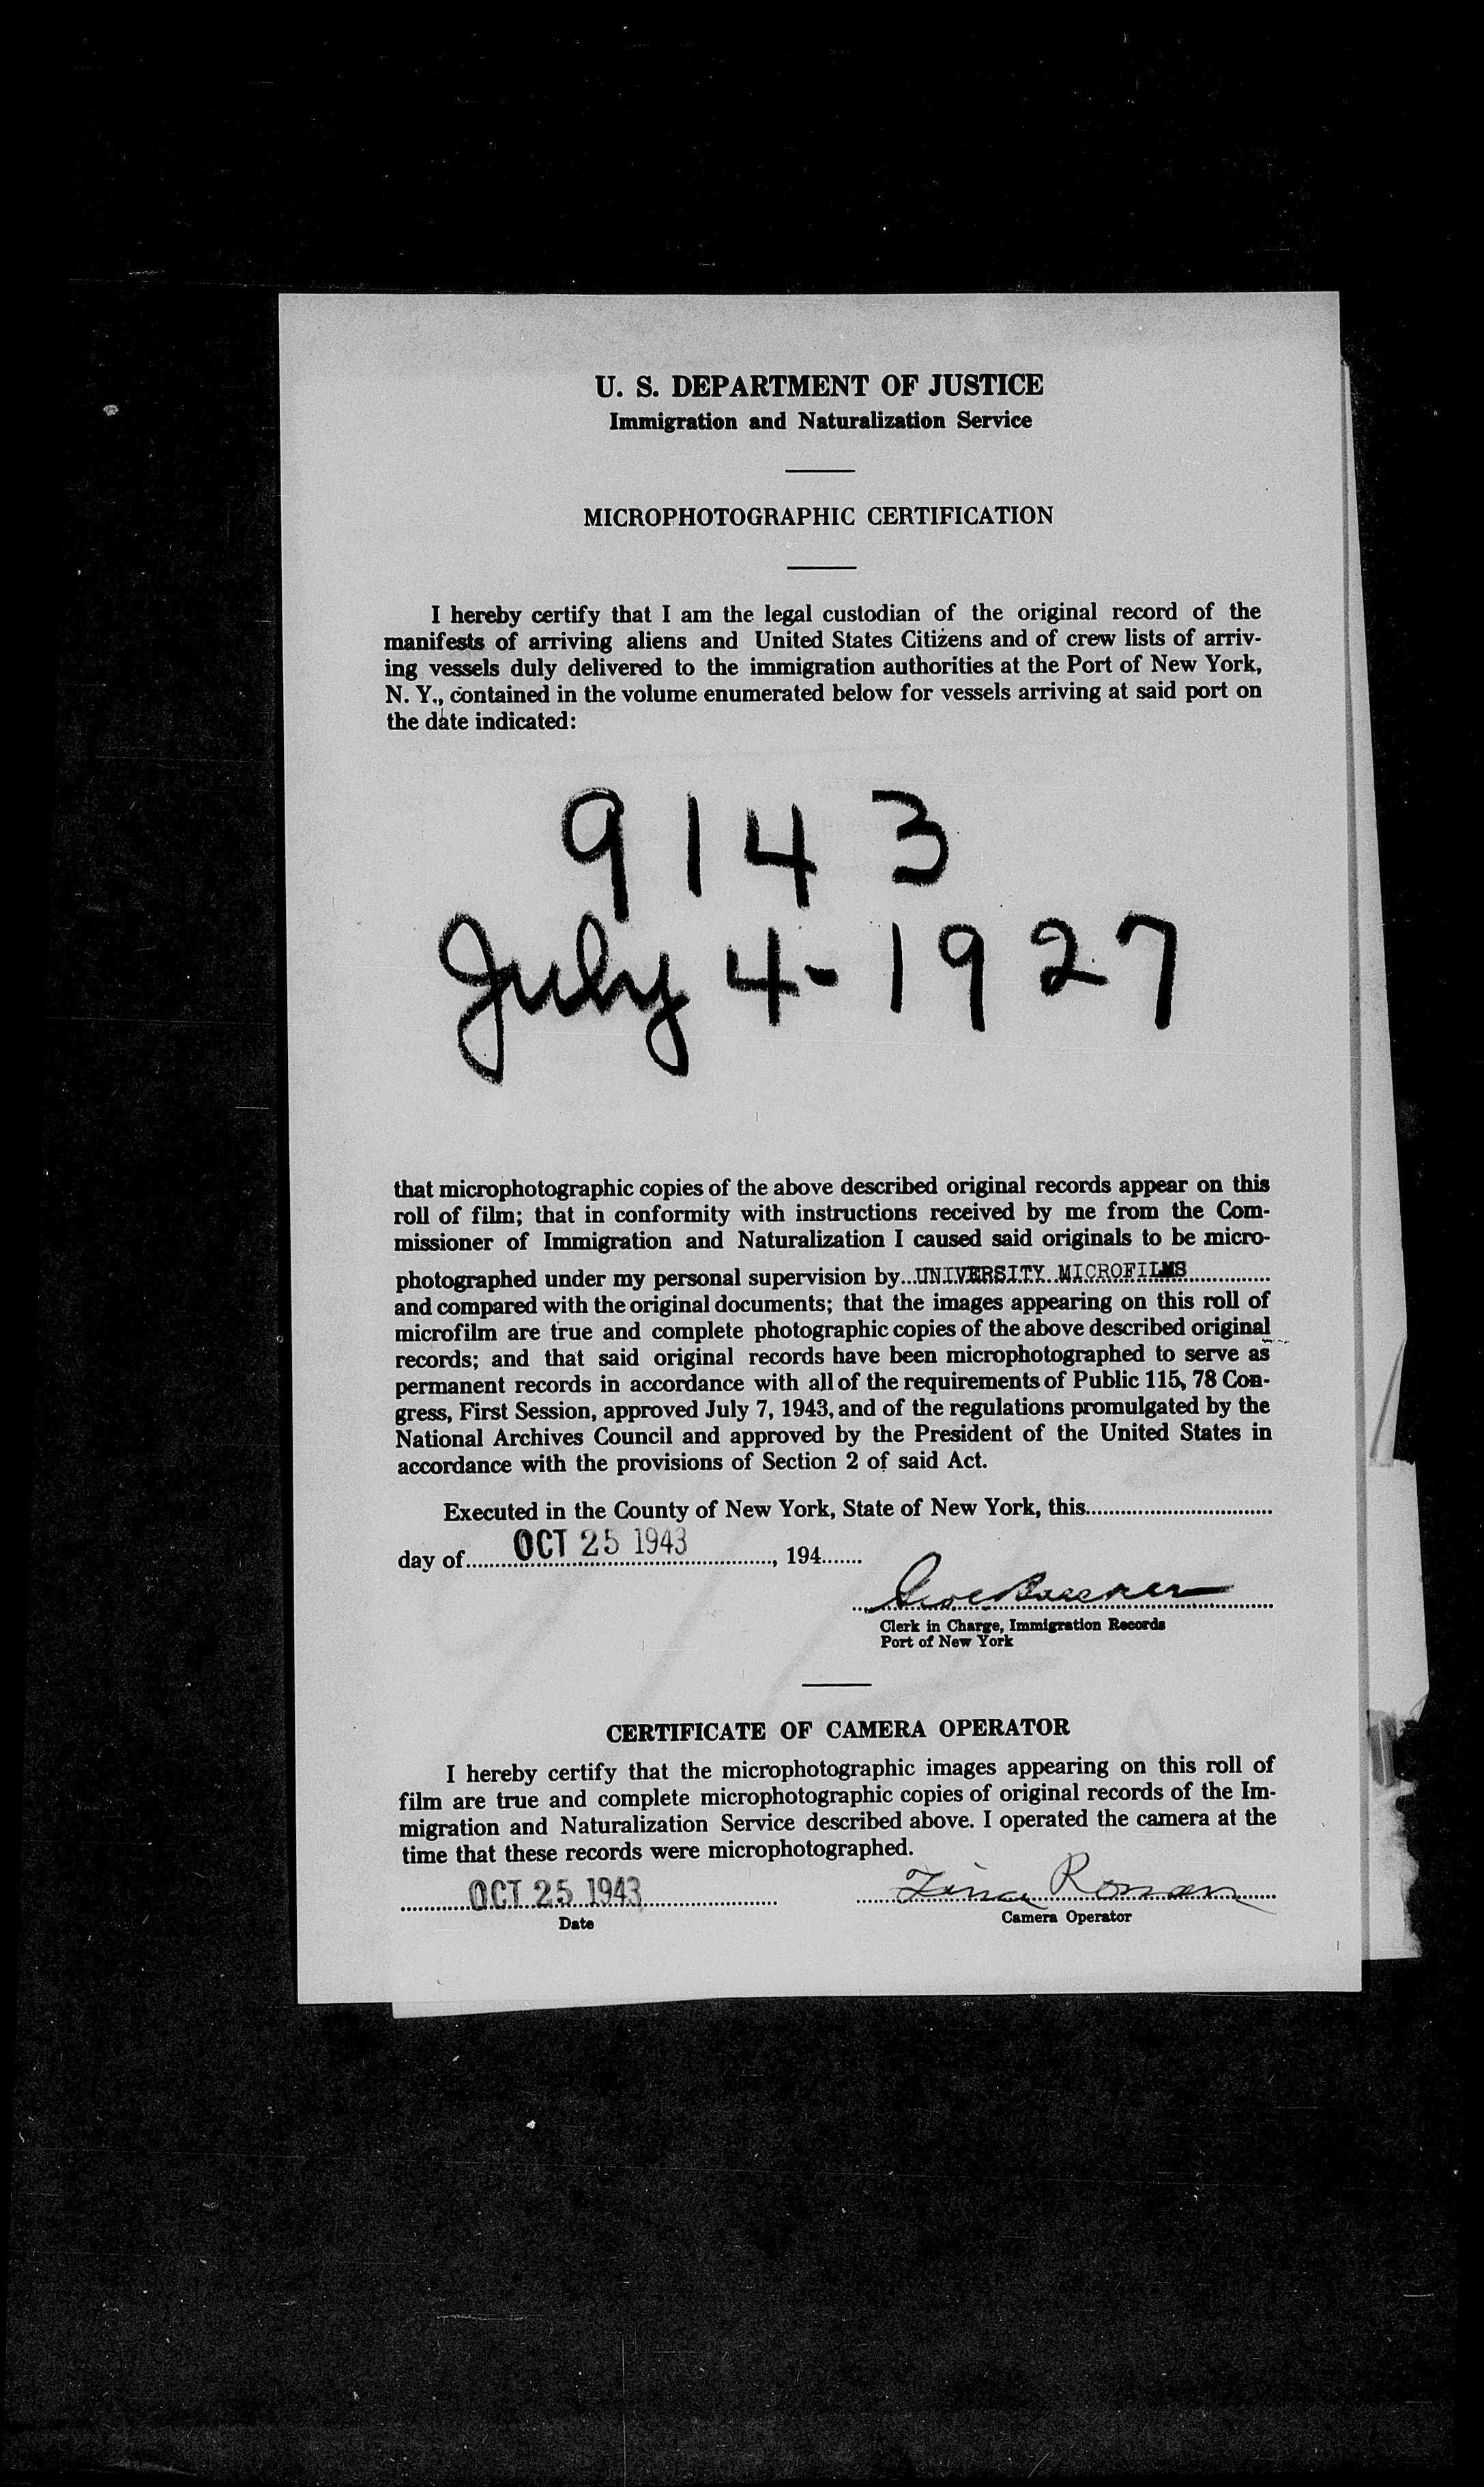 U. S. DEPARTMENT OF JUSTICE
Immigration and Naturalization Service
MICROPHOTOGRAPHIC CERTIFICATION
I hereby certify that I am the legal custodian of the original record of the
manifests of arriving aliens and United States Citizens and of crew lists of arriv-
ing vessels duly delivered to the immigration authorities at the Port of New York,
N. Y., contained in the volume enumerated below for vessels arriving at said port on
the date indicated:
9143
July 4-1927
that microphotographic copies of the above described original records appear on this
roll of film; that in conformity with instructions received by me from the Com-
missioner of Immigration and Naturalization I caused said originals to be micro-
photographed under my personal supervision by UNIVERSITY MICROFILMS
and compared with the original documents; that the images appearing on this roll of
microfilm are true and complete photographic copies of the above described original
records; and that said original records have been microphotographed to serve as
permanent records in accordance with all of the requirements of Public 115, 78 Con-
gress, First Session, approved July 7, 1943, and of the regulations promulgated by the
National Archives Council and approved by the President of the United States in
accordance with the provisions of Section 2 of said Act.
Executed in the County of New York, State of New York, this
day of OCT 25 1943, 194
Clerk in Charge, Immigration Records
Port of New York
CERTIFICATE OF CAMERA OPERATOR
I hereby certify that the microphotographic images appearing on this roll of
film are true and complete microphotographic copies of original records of the Im-
migration and Naturalization Service described above. I operated the camera at the
time that these records were microphotographed.
OCT 25 1943 Roman
Date Camera Operator